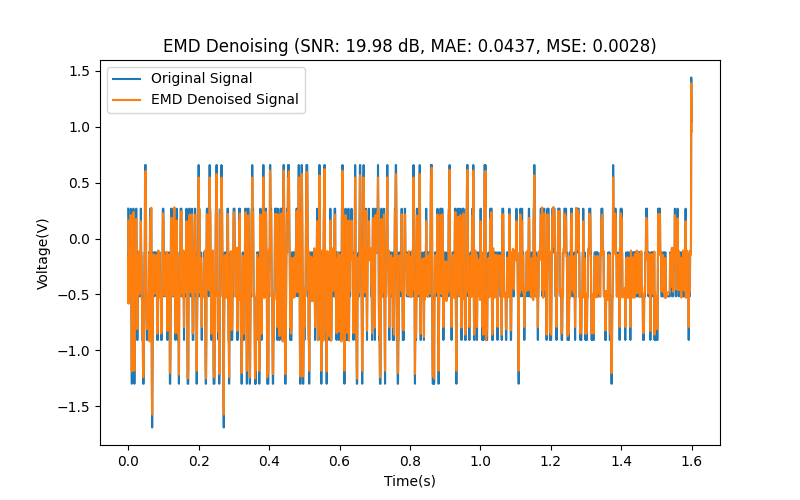 EMD Denoising (SNR: 19.98 dB, MAE: 0.0437, MSE: 0.0028)
Original Signal
EMD Denoised Signal
Voltage(V)
1.5
1.0
0.5
0.0
−0.5
−1.0
−1.5
0.0 0.2 0.4 0.6 0.8 1.0 1.2 1.4 1.6
Time(s)